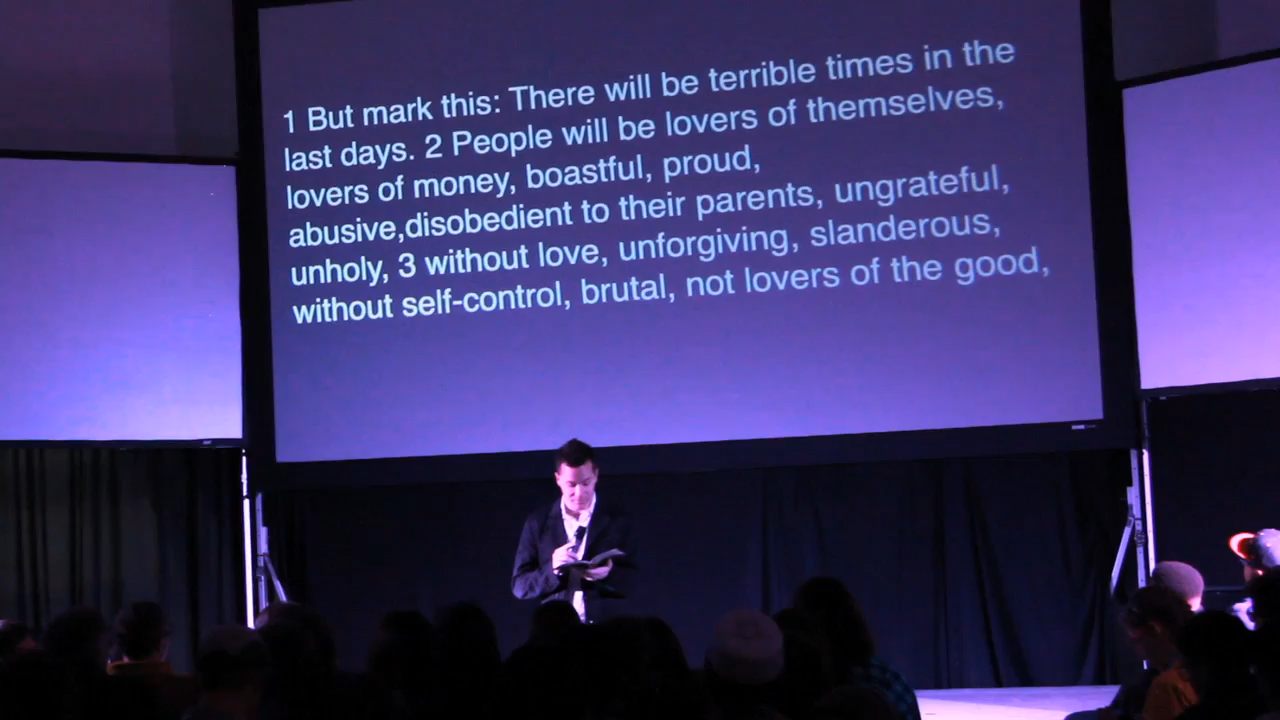 1 But mark this: There will be terrible times in the
last days. 2 People will be lovers of themselves,
lovers of money, boastful, proud,
abusive,disobedient to their parents, ungrateful,
unholy, 3 without love, unforgiving, slanderous,
without self-control, brutal, not lovers of the good,